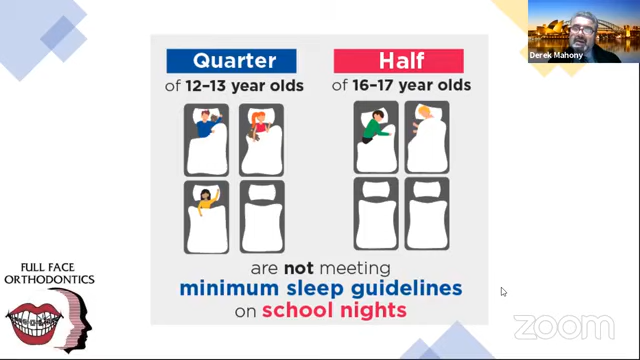 Quarter
of 12–13 year olds
Half
of 16–17 year olds
are not meeting
minimum sleep guidelines
on school nights
FULL FACE
ORTHODONTICS
Derek Mahony
zoom